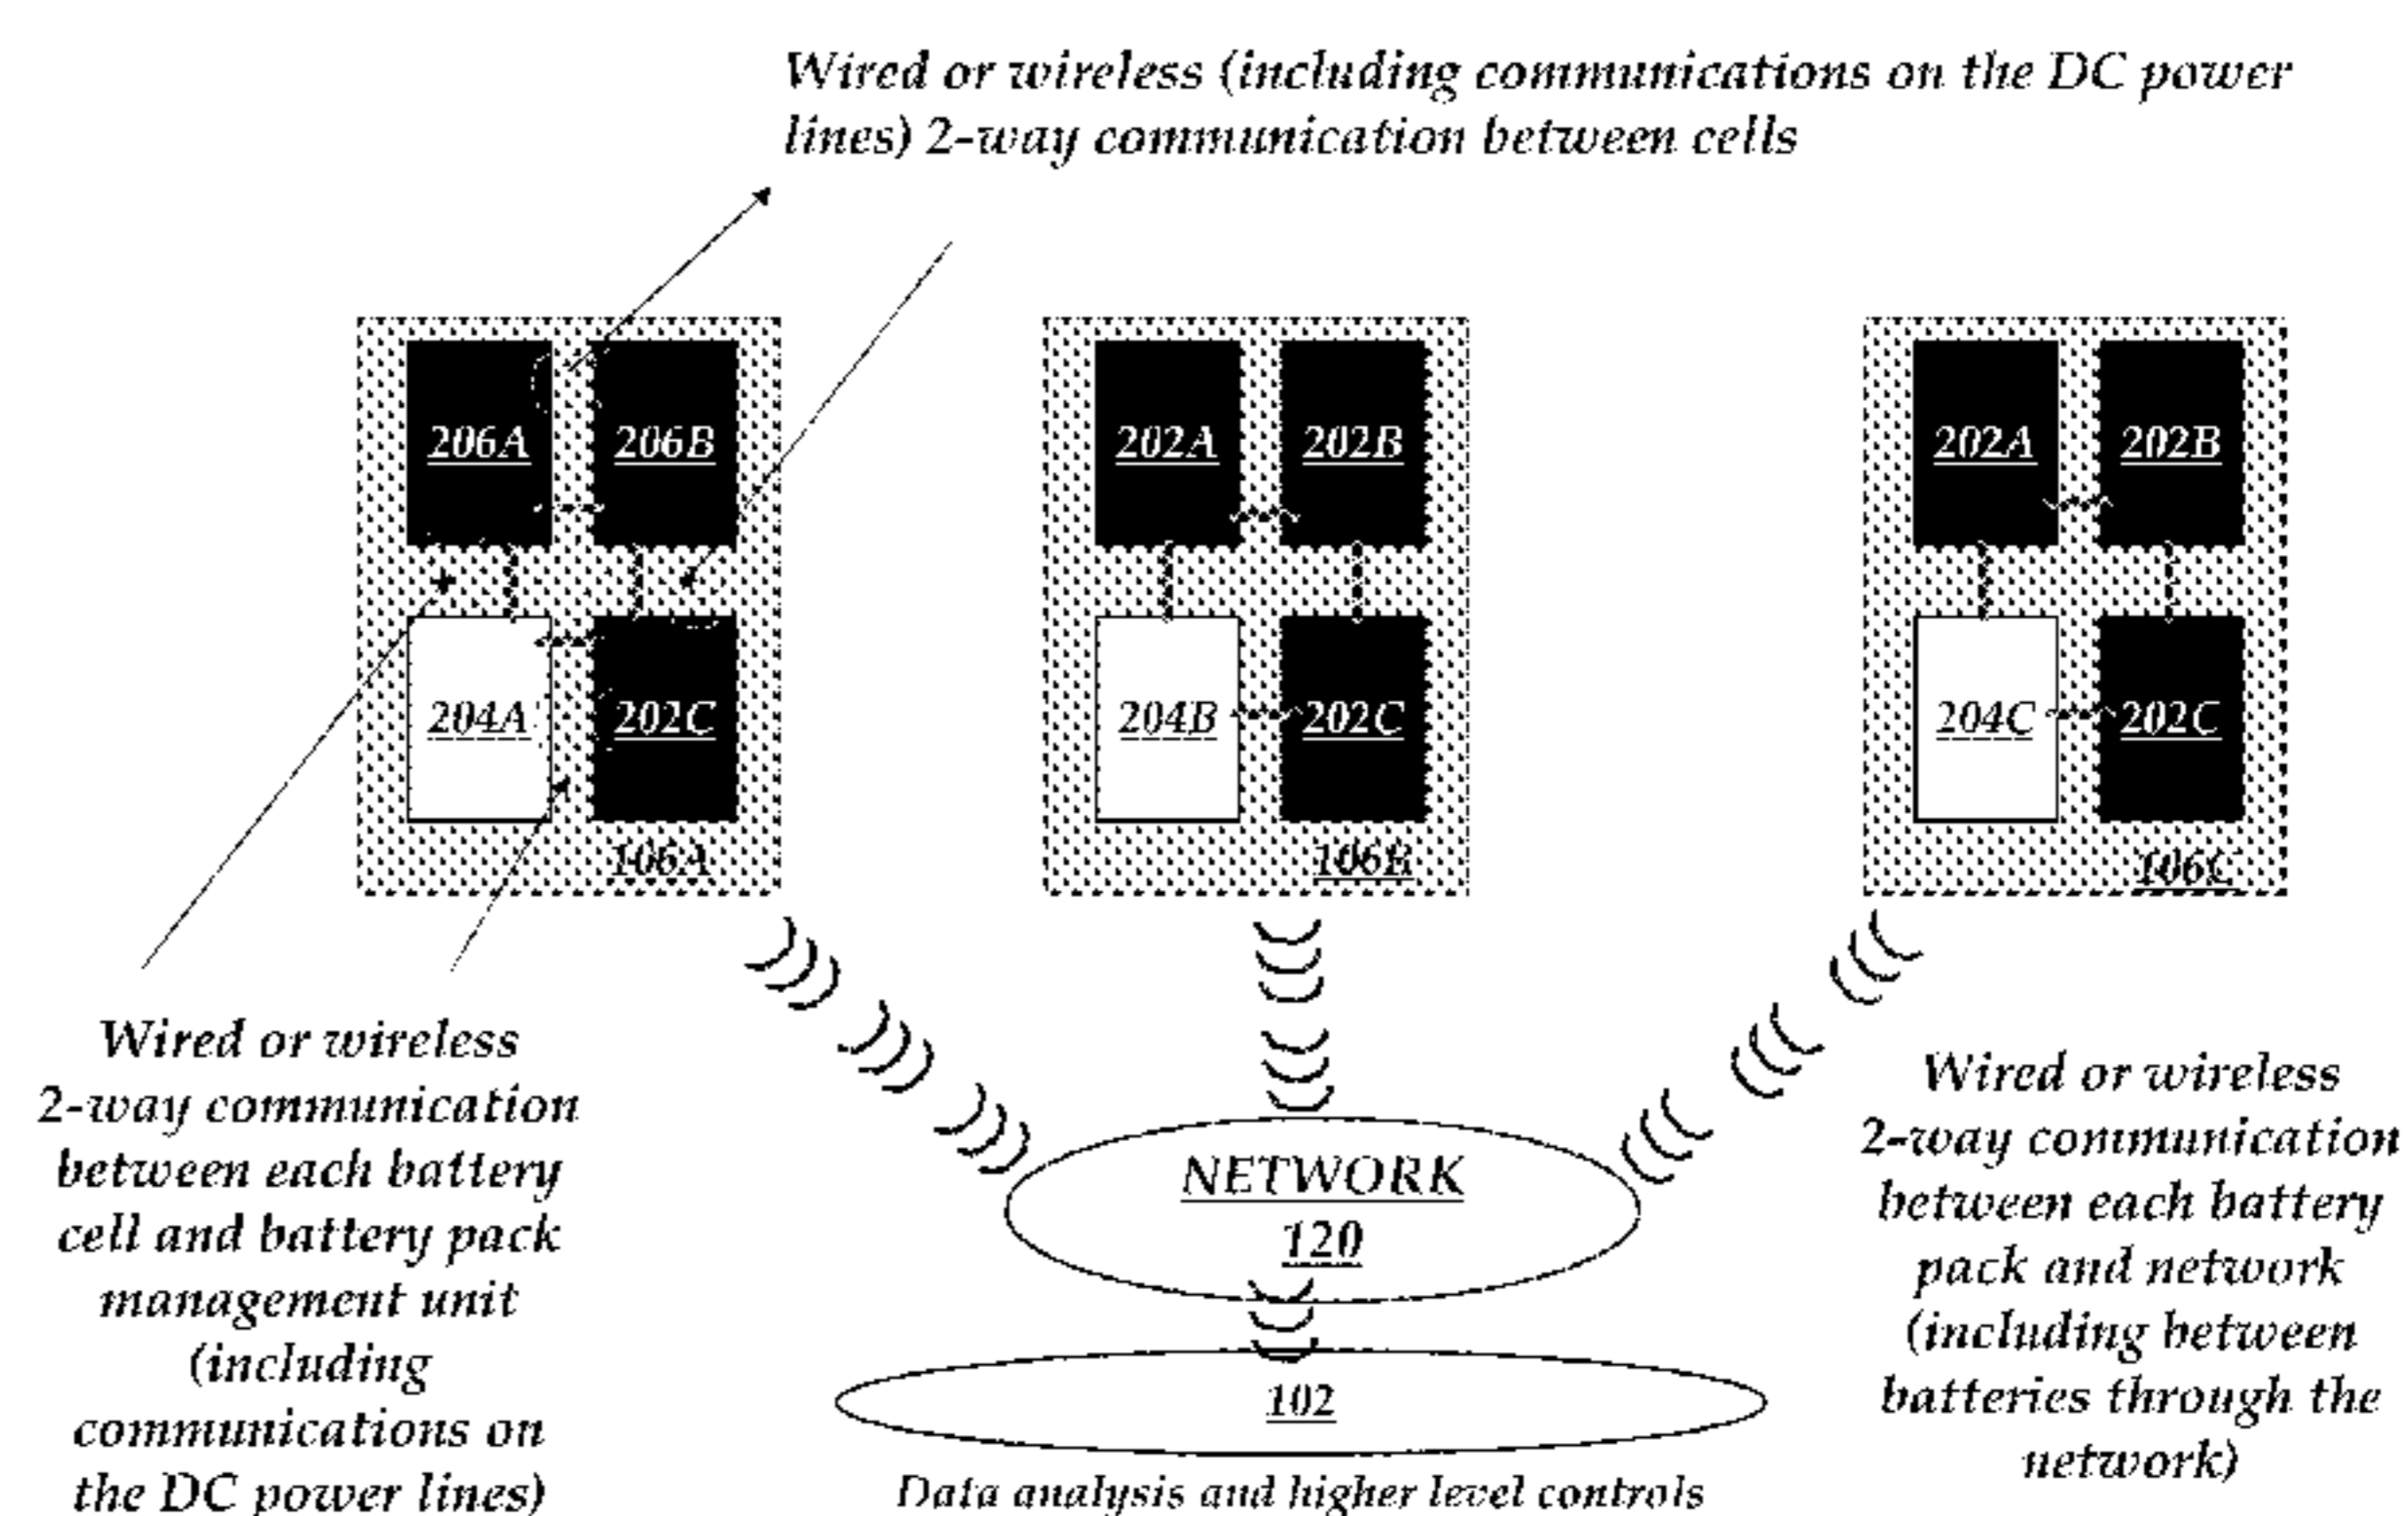 Wired or wireless (including communications on the DC power
lines) 2-way communication between cells
206A 206B
202A 202B
202A 202B
204A 202C
204B 202C
204C 202C
106A
106B
106C
Wired or wireless
2-way communication
between each battery
cell and battery pack
management unit
(including
communications on
the DC power lines)
NETWORK
120
102
Data analysis and higher level controls
Wired or wireless
2-way communication
between each battery
pack and network
(including between
batteries through the
network)